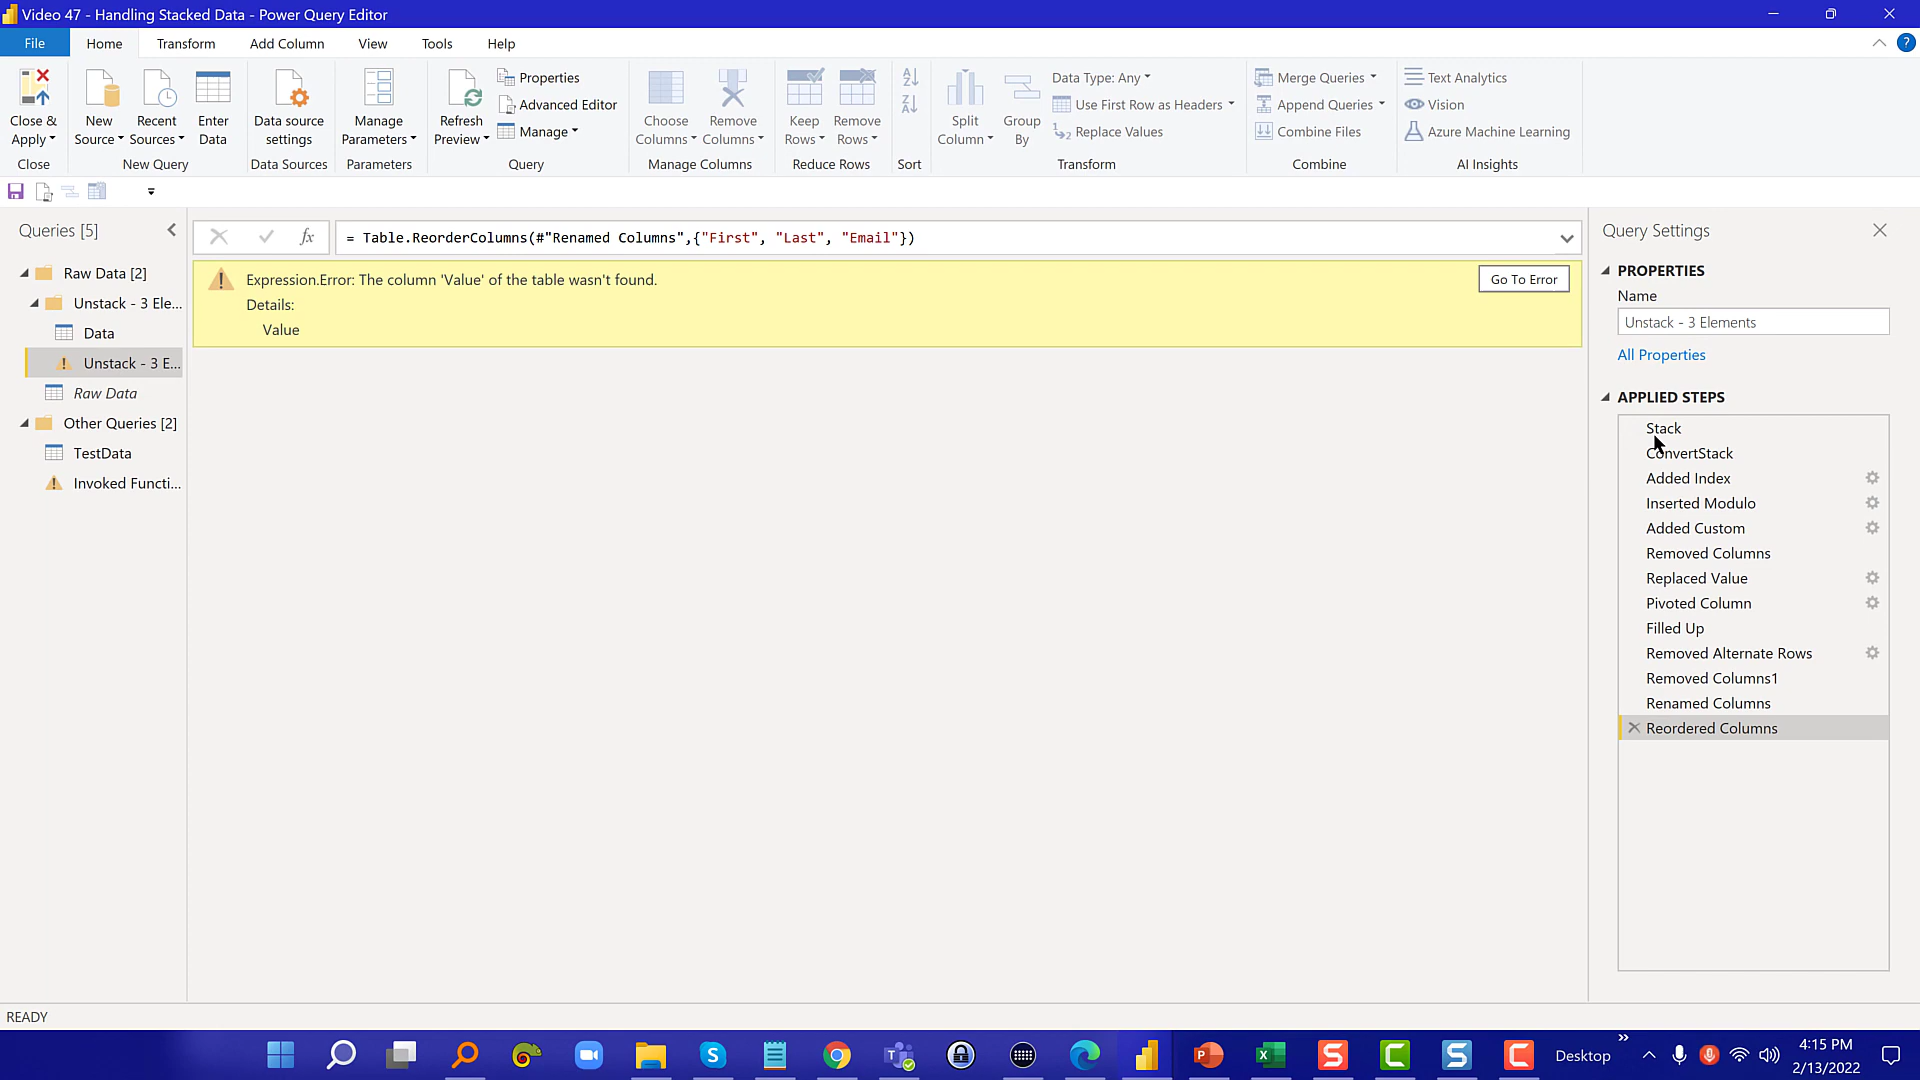 Video 47 - Handling Stacked Data - Power Query Editor
File Home Transform Add Column View Tools Help
Close & Apply
New Source
Recent Sources
Enter Data
Data source settings
Manage Parameters
Refresh Preview
Properties
Advanced Editor
Manage
Choose Columns
Remove Columns
Keep Rows
Remove Rows
Split Column
Group By
Data Type: Any
Use First Row as Headers
Replace Values
Merge Queries
Append Queries
Combine Files
Text Analytics
Vision
Azure Machine Learning
Close New Query Data Sources Parameters Query Manage Columns Reduce Rows Sort Transform Combine AI Insights
Queries [5]
Raw Data [2]
Unstack - 3 Ele...
Data
Unstack - 3 E...
Raw Data
Other Queries [2]
TestData
Invoked Functi...
fx
= Table.ReorderColumns(#"Renamed Columns",{"First", "Last", "Email"})
Expression.Error: The column 'Value' of the table wasn't found.
Details:
Value
Go To Error
Query Settings
PROPERTIES
Name
Unstack - 3 Elements
All Properties
APPLIED STEPS
Stack
ConvertStack
Added Index
Inserted Modulo
Added Custom
Removed Columns
Replaced Value
Pivoted Column
Filled Up
Removed Alternate Rows
Removed Columns1
Renamed Columns
Reordered Columns
READY
Desktop
4:15 PM
2/13/2022